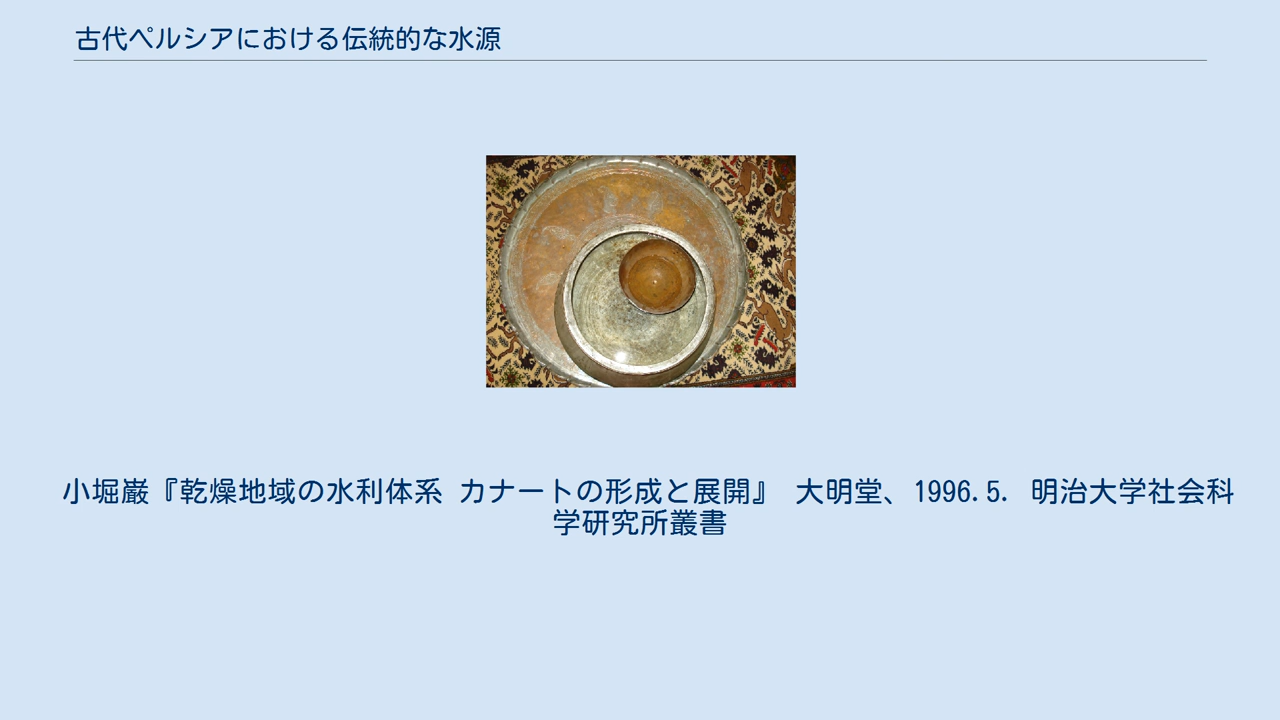 古代ペルシアにおける伝統的な水源
小堀巌『乾燥地域の水利体系 カナートの形成と展開』 大明堂、1996.5. 明治大学社会科
学研究所叢書